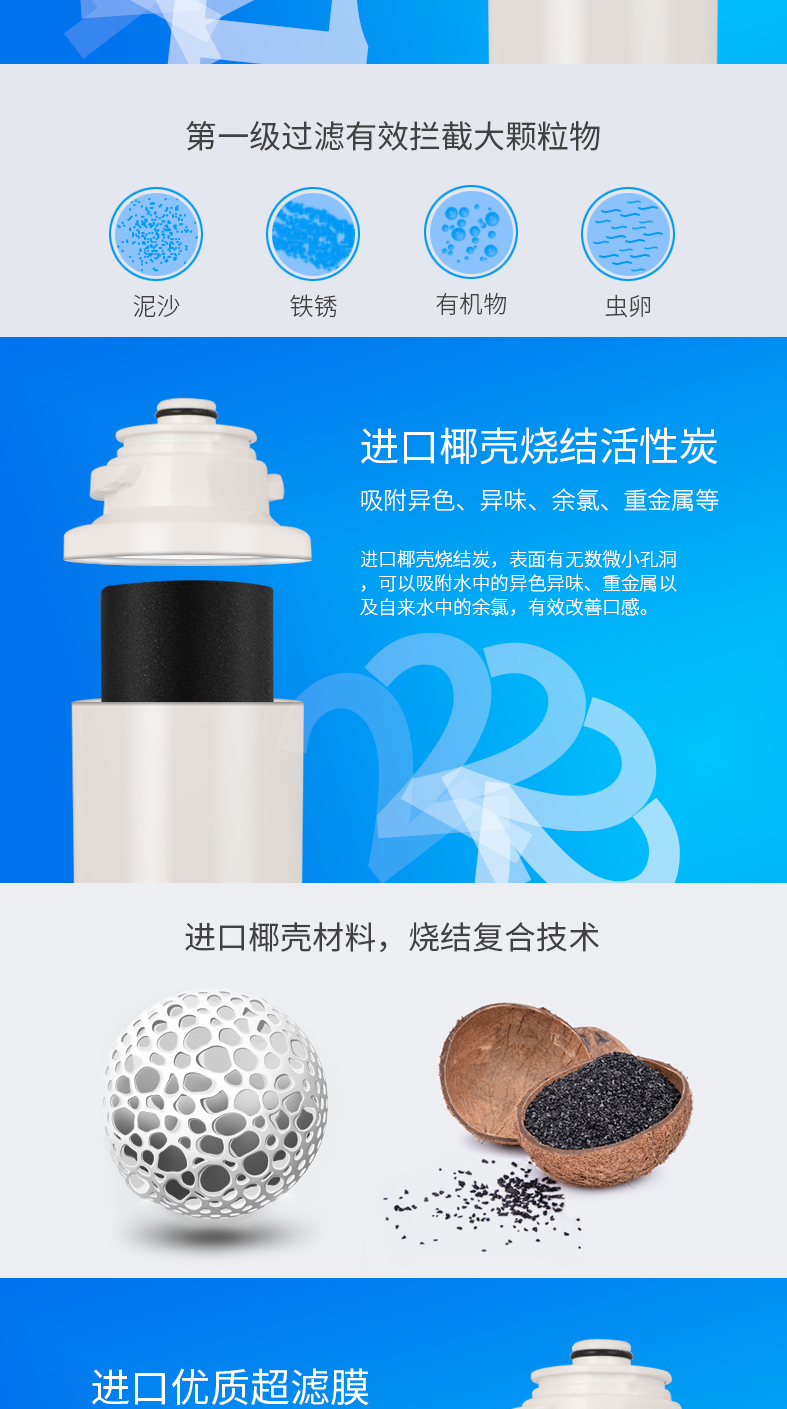 第一级过滤有效拦截大颗粒物
泥沙
铁锈
有机物
虫卵
进口椰壳烧结活性炭
吸附异色、异味、余氯、重金属等
进口椰壳烧结炭，表面有无数微小孔洞
，可以吸附水中的异色异味、重金属以
及自来水中的余氯，有效改善口感。
进口椰壳材料，烧结复合技术
进口优质超滤膜